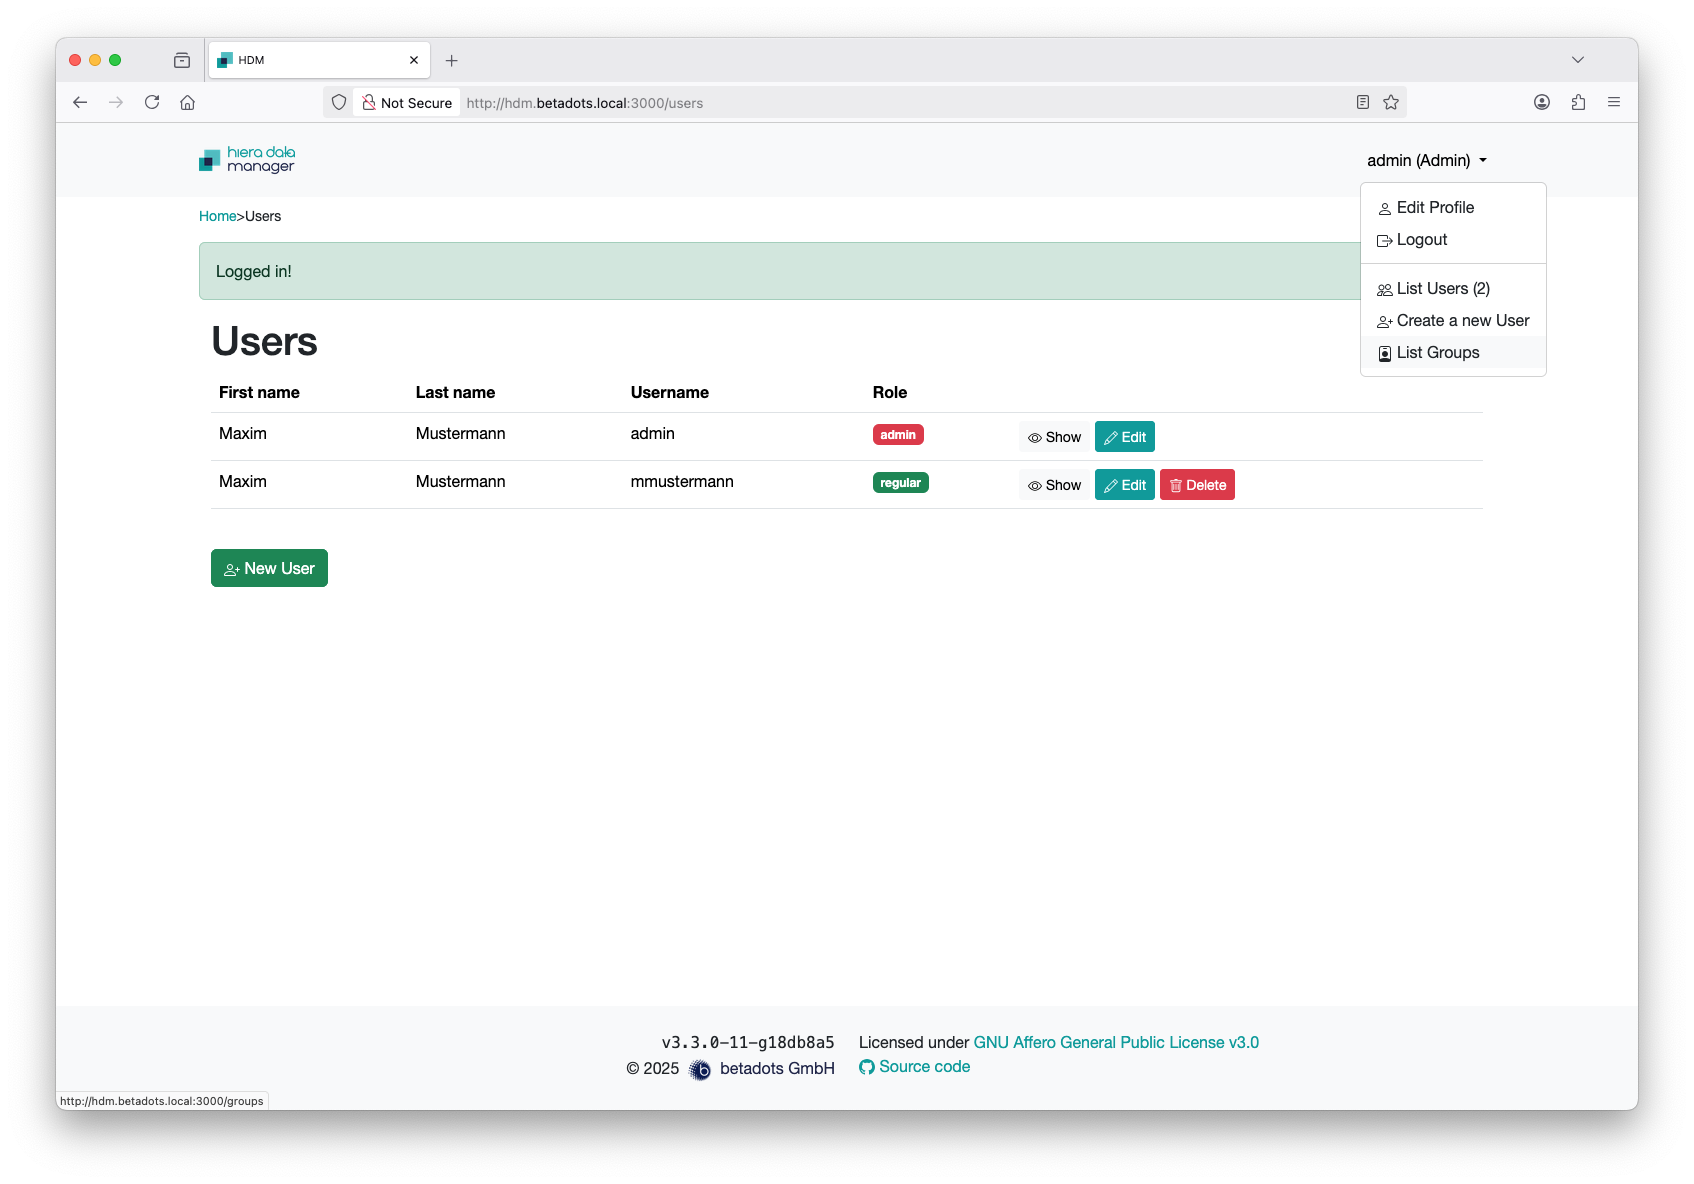 HDM
Not Secure http://hdm.betadots.local:3000/users
hiera data
manager
admin (Admin)
Edit Profile
Logout
List Users (2)
Create a new User
List Groups
Home>Users
Logged in!
Users
First name Last name Username Role
Maxim Mustermann admin admin Show Edit
Maxim Mustermann mmustermann regular Show Edit Delete
New User
v3.3.0-11-g18db8a5 Licensed under GNU Affero General Public License v3.0
© 2025 b betadots GmbH Source code
http://hdm.betadots.local:3000/groups